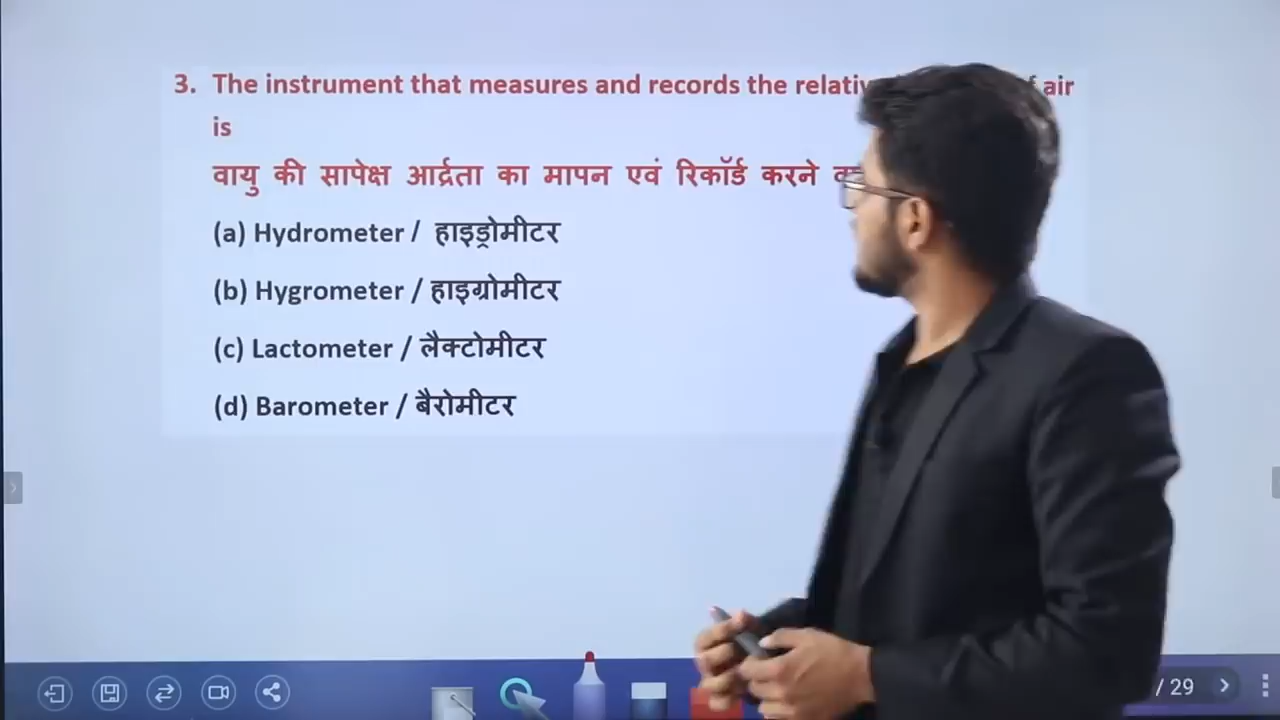 3. The instrument that measures and records the air
is
वायु की सापेक्ष आर्द्रता का मापन एवं रिकॉर्ड करने
(a) Hydrometer / हाइड्रोमीटर
(b) Hygrometer / हाइग्रोमीटर
(c) Lactometer / लैक्टोमीटर
(d) Barometer / बैरोमीटर
/ 29